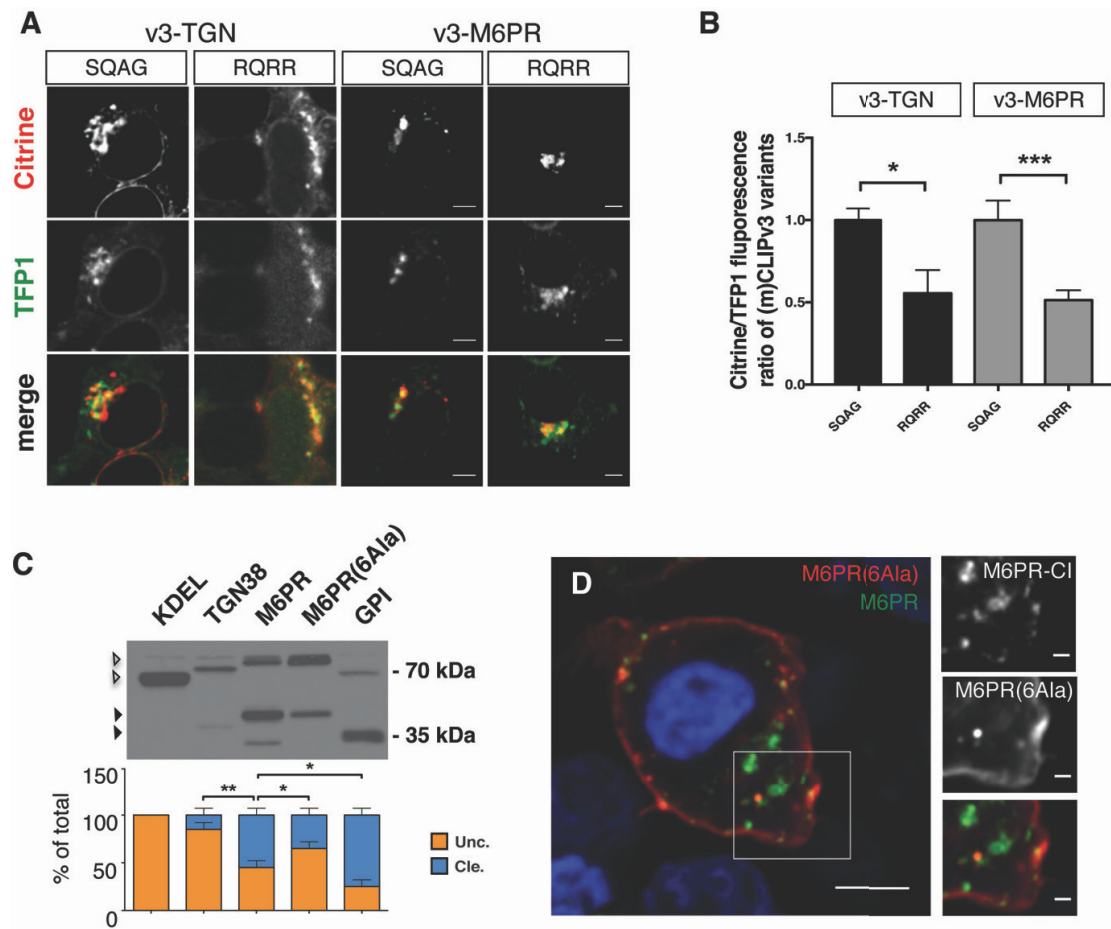 A
v3-TGN
v3-M6PR
SQAG
RQRR
SQAG
RQRR
Citrine
TFP1
merge
B
v3-TGN
v3-M6PR
Citrine/TFP1 fluporescence
ratio of (m)CLIPv3 variants
1.5
1.0
0.5
0.0
*
***
SQAG
RQRR
SQAG
RQRR
C
KDEL
TGN38
M6PR
M6PR(6Ala)
GPI
- 70 kDa
- 35 kDa
% of total
150
100
50
0
**
*
*
Unc.
Cle.
D
M6PR(6Ala)
M6PR
M6PR-CI
M6PR(6Ala)